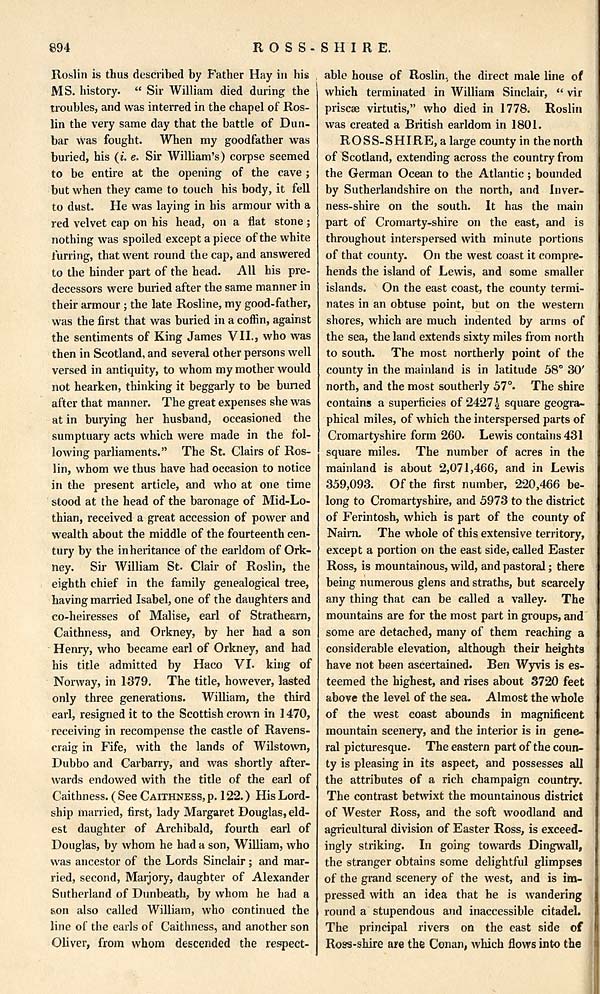 894
ROSS-SHIRE.
Roslin is thus described by Father Hay in his
MS. history. “ Sir William died during the
troubles, and was interred in the chapel of Ros-
lin the very same day that the battle of Dun-
bar was fought. When my goodfather was
buried, his (i. e. Sir William's) corpse seemed
to be entire at the opening of the cave ;
but when they came to touch his body, it fell
to dust. He was laying in his armour with a
red velvet cap on his head, on a flat stone ;
nothing was spoiled except a piece of the white
furring, that went round the cap, and answered
to the hinder part of the head. All his pre-
decessors were buried after the same manner in
their armour ; the late Rosline, my good-father,
was the first that was buried in a coffin, against
the sentiments of King James VII., who was
then in Scotland, and several other persons well
versed in antiquity, to whom my mother would
not hearken, thinking it beggarly to be buried
after that manner. The great expenses she was
at in burying her husband, occasioned the
sumptuary acts which were made in the fol-
lowing parliaments.” The St. Clairs of Ros-
lin, whom we thus have had occasion to notice
in the present article, and who at one time
stood at the head of the baronage of Mid-Lo-
thian, received a great accession of power and
wealth about the middle of the fourteenth cen-
tury by the inheritance of the earldom of Ork-
ney. Sir William St. Clair of Roslin, the
eighth chief in the family genealogical tree,
having married Isabel, one of the daughters and
co-heiresses of Malise, earl of Strathearn,
Caithness, and Orkney, by her had a son
Henry, who became earl of Orkney, and had
his title admitted by Haco VI. king of
Norway, in 1379. The title, however, lasted
only three generations. William, the third
earl, resigned it to the Scottish crown in 1470,
receiving in recompense the castle of Ravens-
craig in Fife, with the lands of Wilstown,
Dubbo and Carbarry, and was shortly after-
wards endowed with the title of the earl of
Caithness. (See CAITHNESS, p. 122.) His Lord-
ship married, first, lady Margaret Douglas, eld-
est daughter of Archibald, fourth earl of
Douglas, by whom he had a son, William, who
was ancestor of the Lords Sinclair ; and mar-
ried, second, Marjory, daughter of Alexander
Sutherland of Dunbeath, by whom he had a
son also called William, who continued the
line of the earls of Caithness, and another son
Oliver, from whom descended the respect-
able house of Roslin, the direct male line of
which terminated in William Sinclair, “ vir
priscæ virtutis,” who died in 1778. Roslin
was created a British earldom in 1801.
ROSS-SHIRE, a large county in the north
of Scotland, extending across the country from
the German Ocean to the Atlantic ; bounded
by Sutherlandshire on the north, and Inver-
ness-shire on the south. It has the main
part of Cromarty-shire on the east, and is
throughout interspersed with minute portions
of that county. On the west coast it compre-
hends the island of Lewis, and some smaller
islands. On the east coast, the county termi-
nates in an obtuse point, but on the western
shores, which are much indented by arms of
the sea, the land extends sixty miles from north
to south. The most northerly point of the
county in the mainland is in latitude 58° 30′
north, and the most southerly 57°. The shire
contains a superficies of 2427½ square geogra-
phical miles, of which the interspersed parts of
Cromartyshire form 260. Lewis contains 431
square miles. The number of acres in the
mainland is about 2,071,466, and in Lewis
359,093. Of the first number, 220,466 be-
long to Cromartyshire, and 5973 to the district
of Ferintosh, which is part of the county of
Nairn. The whole of this extensive territory,
except a portion on the east side, called Easter
Ross, is mountainous, wild, and pastoral ; there
being numerous glens and straths, but scarcely
any thing that can be called a valley. The
mountains are for the most part in groups, and
some are detached, many of them reaching a
considerable elevation, although their heights
have not been ascertained. Ben Wyvis is es-
teemed the highest, and rises about 3720 feet
above the level of the sea. Almost the whole
of the west coast abounds in magnificent
mountain scenery, and the interior is in gene-
ral picturesque. The eastern part of the coun-
ty is pleasing in its aspect, and possesses all
the attributes of a rich champaign country.
The contrast betwixt the mountainous district
of Wester Ross, and the soft woodland and
agricultural division of Easter Ross, is exceed-
ingly striking. In going towards Dingwall,
the stranger obtains some delightful glimpses
of the grand scenery of the west, and is im-
pressed with an idea that he is wandering
round a stupendous and inaccessible citadel.
The principal rivers on the east side of
Ross-shire are the Conan, which flows into the